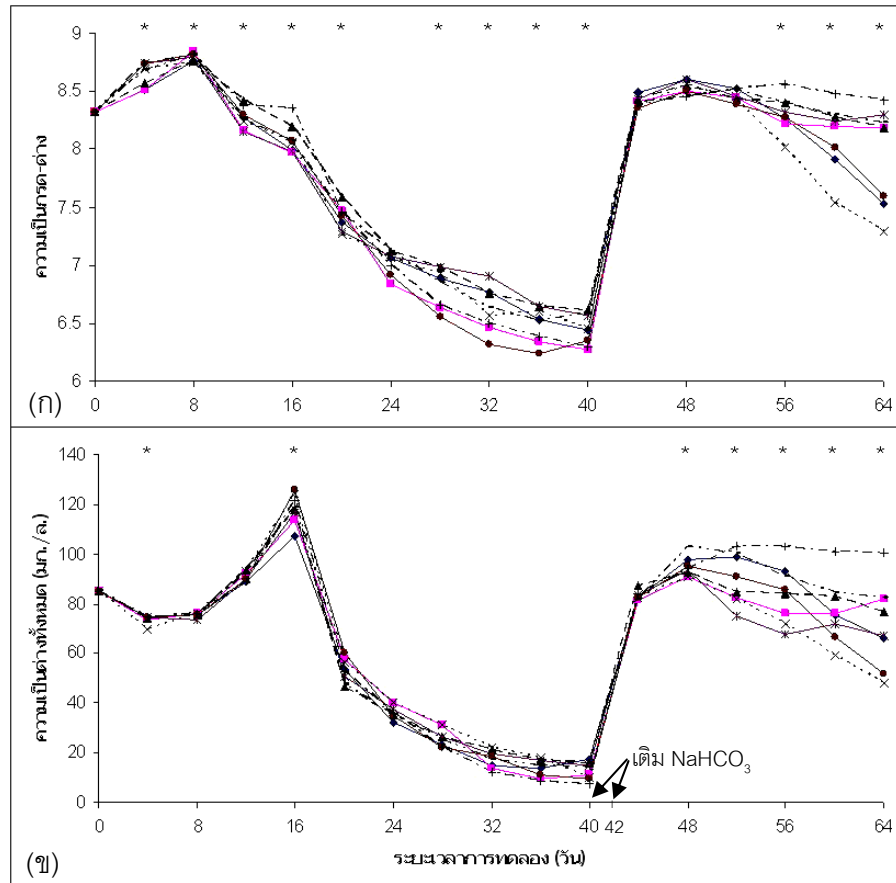 * * * * * * * * * * *
9
8.5
8
7.5
7
6.5
6
ความเป็นกรด-ด่าง
(ก)
0 8 16 24 32 40 48 56 64
* * * * * * *
140
120
100
80
60
40
20
0
ความเป็นด่างทั้งหมด (มก./ล.)
เติม NaHCO₃
(ข)
0 8 16 24 32 40 42 48 56 64
ระยะเวลาการทดลอง (วัน)